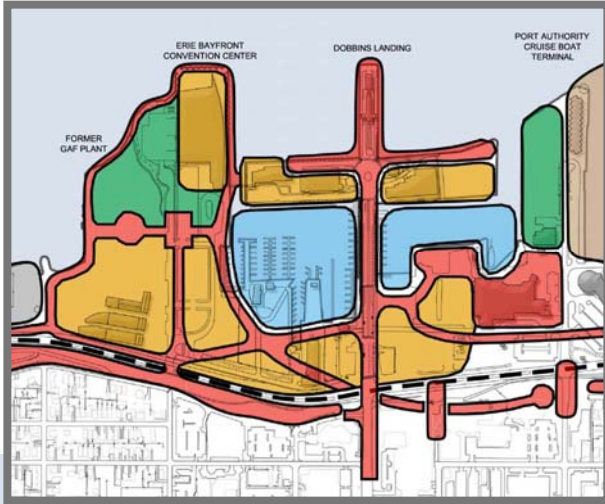 ERIE BAYFRONT
CONVENTION CENTER
DOBBINS LANDING
PORT AUTHORITY
CRUISE BOAT
TERMINAL
FORMER
GAF PLANT